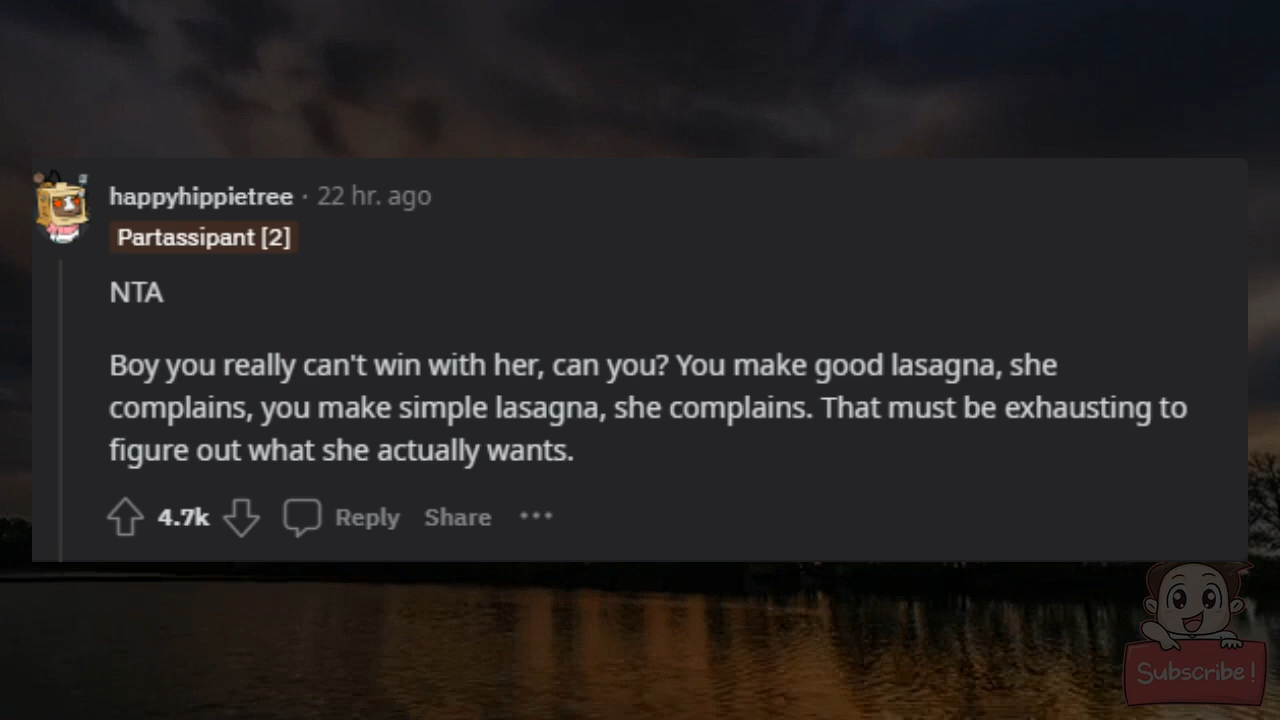 happyhippietree · 22 hr. ago
Partassipant [2]
NTA
Boy you really can't win with her, can you? You make good lasagna, she
complains, you make simple lasagna, she complains. That must be exhausting to
figure out what she actually wants.
4.7k Reply Share ...
Subscribe!